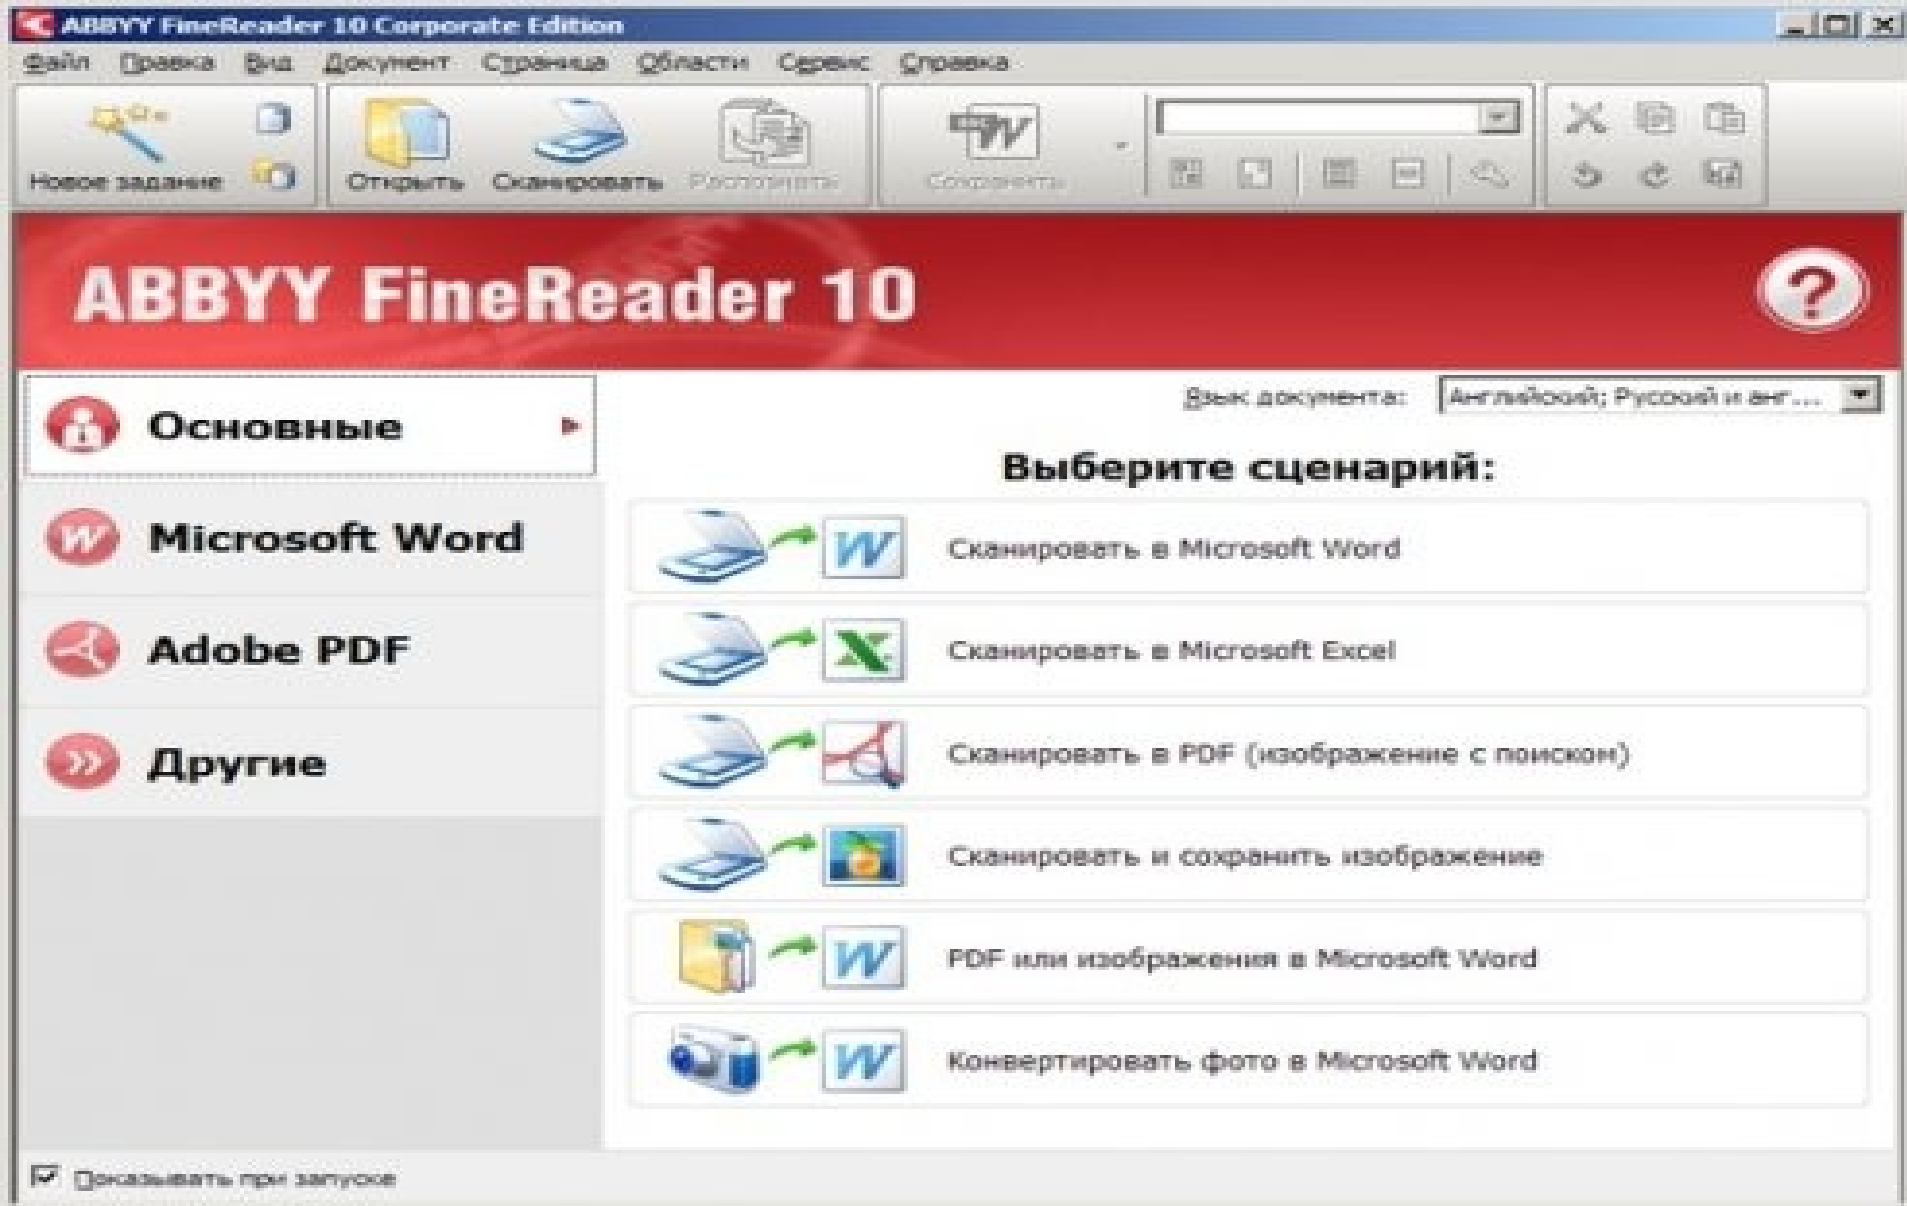 ABBYY FineReader 10 Corporate Edition
Файл Правка Вид Документ Страница Области Сервис Справка
Новое задание Открыть Сканировать Распознать Сохранить
ABBYY FineReader 10
?
Язык документа: Английский; Русский и анг...
Основные
Microsoft Word
Adobe PDF
Другие
Выберите сценарий:
Сканировать в Microsoft Word
Сканировать в Microsoft Excel
Сканировать в PDF (изображение с поиском)
Сканировать и сохранить изображение
PDF или изображения в Microsoft Word
Конвертировать фото в Microsoft Word
Показывать при запуске